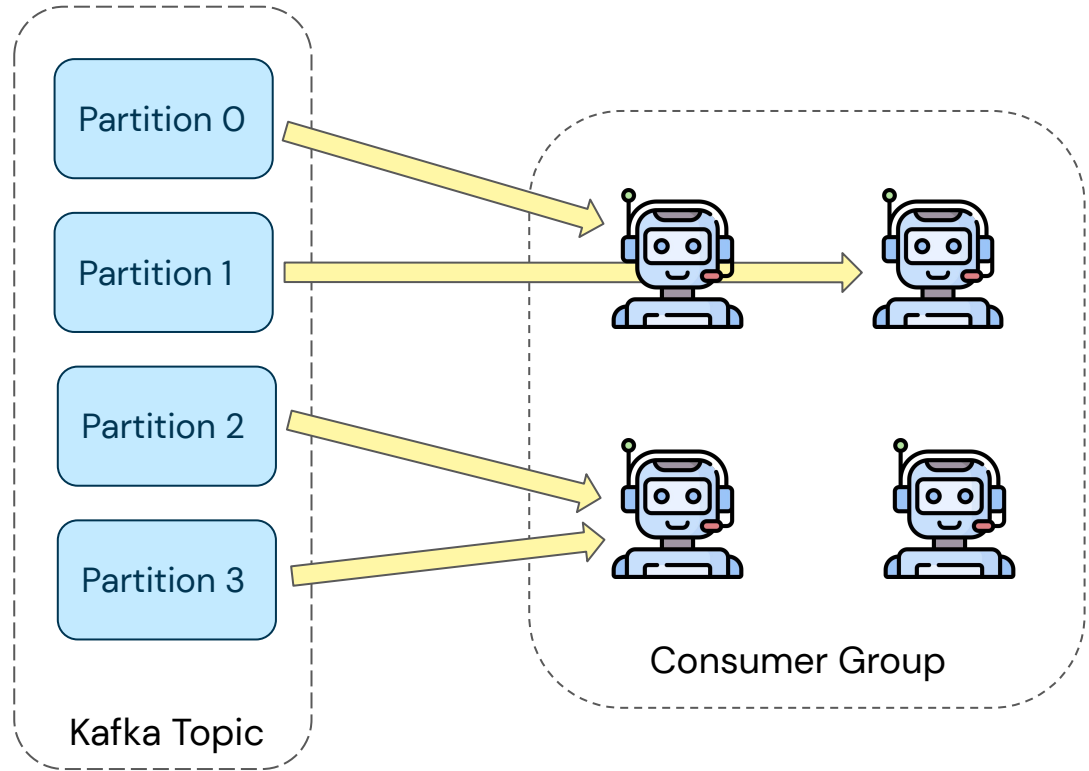 Partition 0
Partition 1
Partition 2
Partition 3
Kafka Topic
Consumer Group